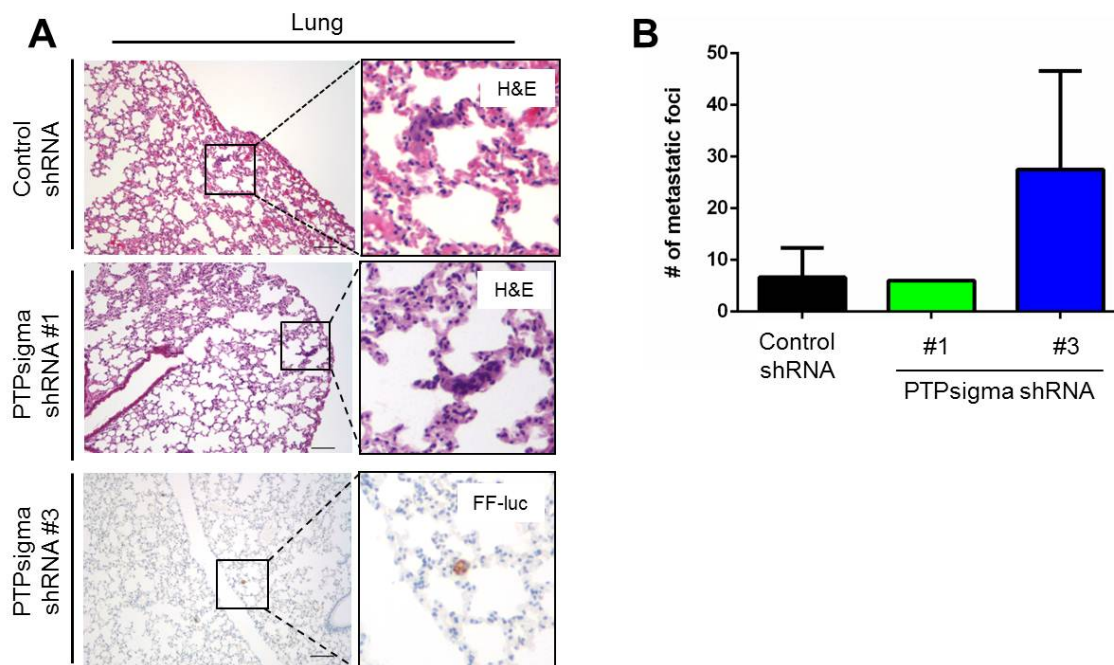 A
Lung
Control
shRNA
H&E
PTPsigma
shRNA #1
H&E
PTPsigma
shRNA #3
FF-luc
B
# of metastatic foci
50
40
30
20
10
0
Control
shRNA
#1
#3
PTPsigma shRNA